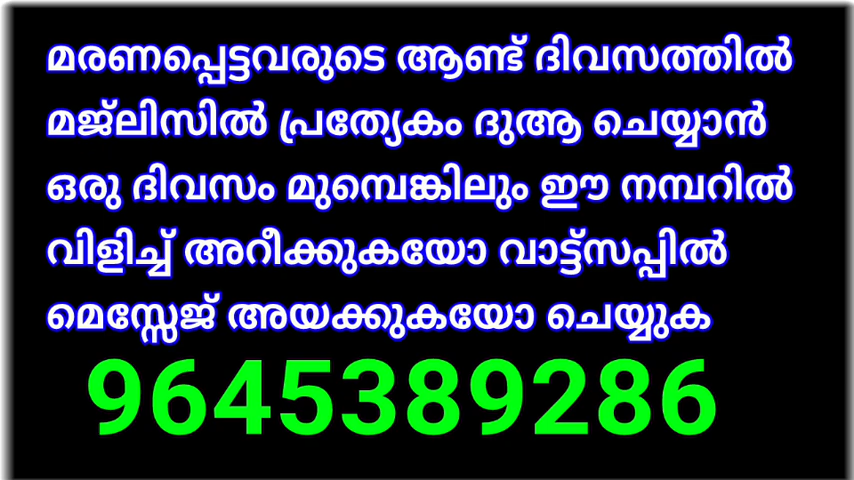 മരണപ്പെട്ടവരുടെ ആണ്ട് ദിവസത്തിൽ
മജ്ലിസിൽ പ്രത്യേകം ദുആ ചെയ്യാൻ
ഒരു ദിവസം മുമ്പെങ്കിലും ഈ നമ്പറിൽ
വിളിച്ച് അറീക്കുകയോ വാട്ട്സപ്പിൽ
മെസ്സേജ് അയക്കുകയോ ചെയ്യുക
9645389286